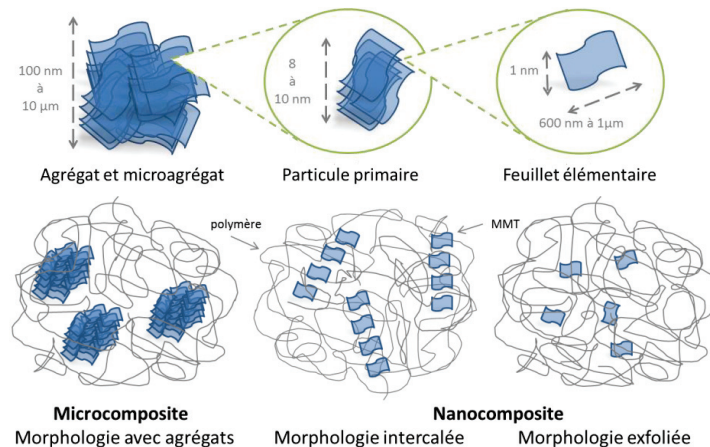 100 nm
à
10 µm
8
à
10 nm
1 nm
600 nm à 1µm
Agrégat et microagrégat
Particule primaire
Feuillet élémentaire
polymère
MMT
Microcomposite
Nanocomposite
Morphologie avec agrégats
Morphologie intercalée
Morphologie exfoliée